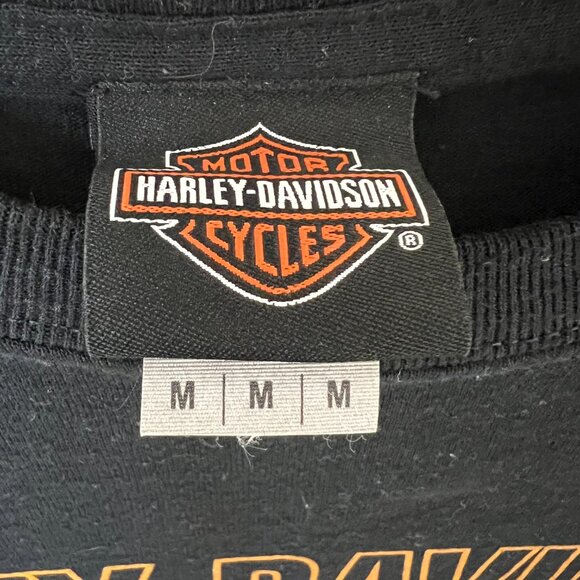 MOTOR
HARLEY-DAVIDSON
CYCLES
®
M | M | M